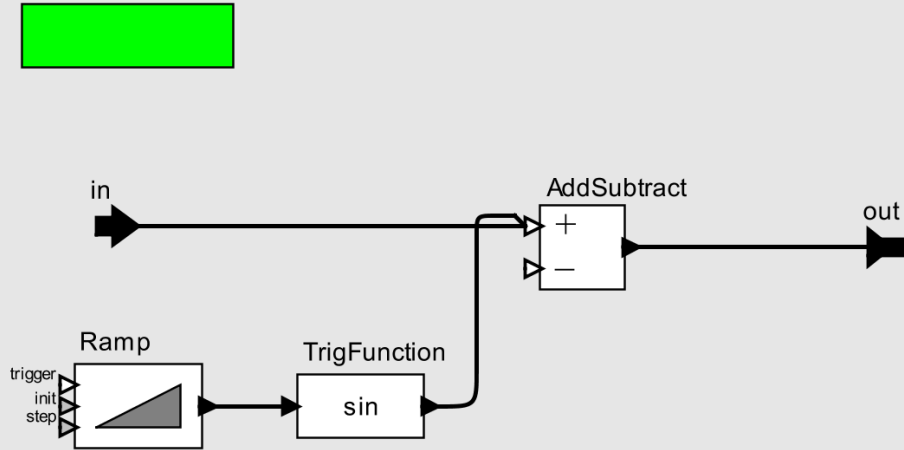 in
AddSubtract
+
−
out
Ramp
trigger
init
step
TrigFunction
sin